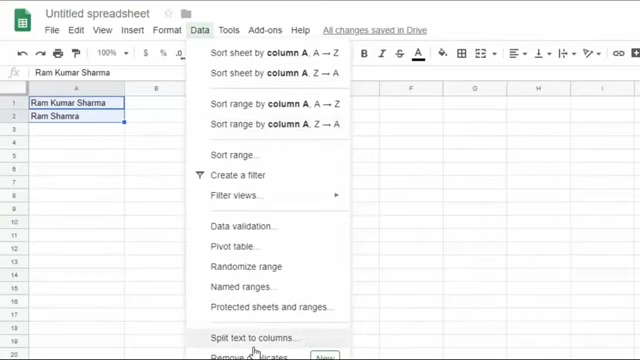 Untitled spreadsheet
File Edit View Insert Format Data Tools Add-ons Help All changes saved in Drive
100% $ % B I S A
fx Ram Kumar Sharma
A B F G H I
1 Ram Kumar Sharma
2 Ram Shamra
3
4
5
6
7
8
9
10
11
12
13
14
15
16
17
18
19
20
Sort sheet by column A, A → Z
Sort sheet by column A, Z → A
Sort range by column A, A → Z
Sort range by column A, Z → A
Sort range...
Create a filter
Filter views...
Data validation...
Pivot table...
Randomize range
Named ranges...
Protected sheets and ranges...
Split text to columns...
Remove duplicates New